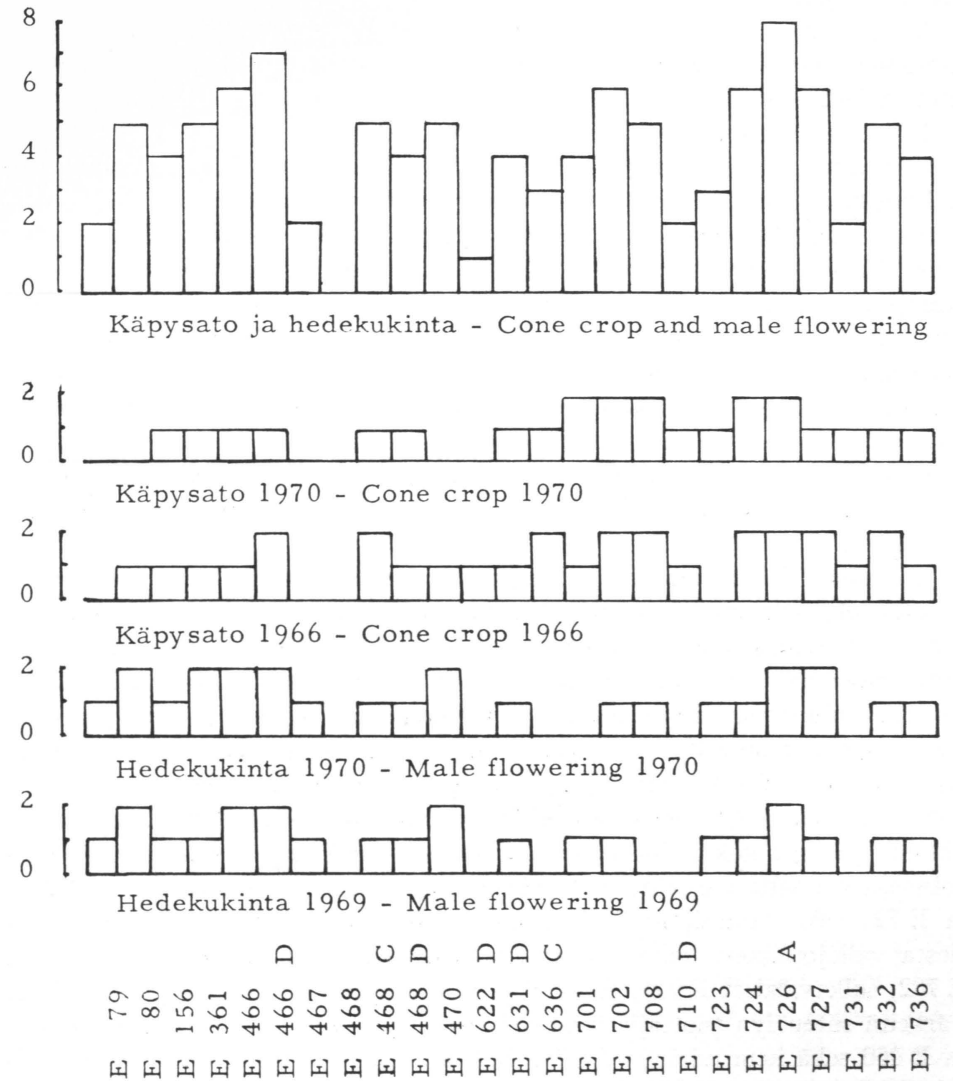 8
6
4
2
0
Käpysato ja hedekukinta - Cone crop and male flowering
2
0
Käpysato 1970 - Cone crop 1970
2
0
Käpysato 1966 - Cone crop 1966
2
0
Hedekukinta 1970 - Male flowering 1970
2
0
Hedekukinta 1969 - Male flowering 1969
E 79
E 80
E 156
E 361
E 466
E 466 D
E 467
E 468
E 468 C
E 468 D
E 470
E 622 D
E 631 D
E 636 C
E 701
E 702
E 708
E 710 D
E 723
E 724
E 726 A
E 727
E 731
E 732
E 736